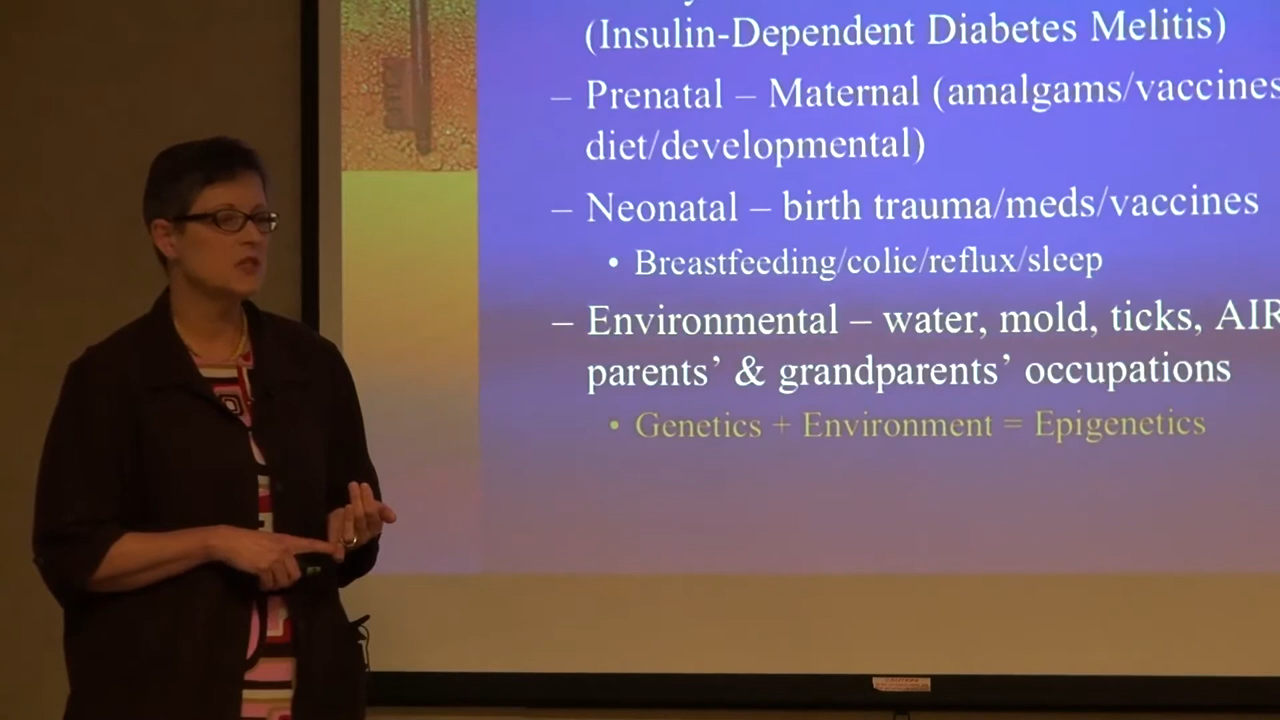 (Insulin-Dependent Diabetes Melitis)
– Prenatal – Maternal (amalgams/vaccines
diet/developmental)
– Neonatal – birth trauma/meds/vaccines
• Breastfeeding/colic/reflux/sleep
– Environmental – water, mold, ticks, AIR
parents’ & grandparents’ occupations
• Genetics + Environment = Epigenetics